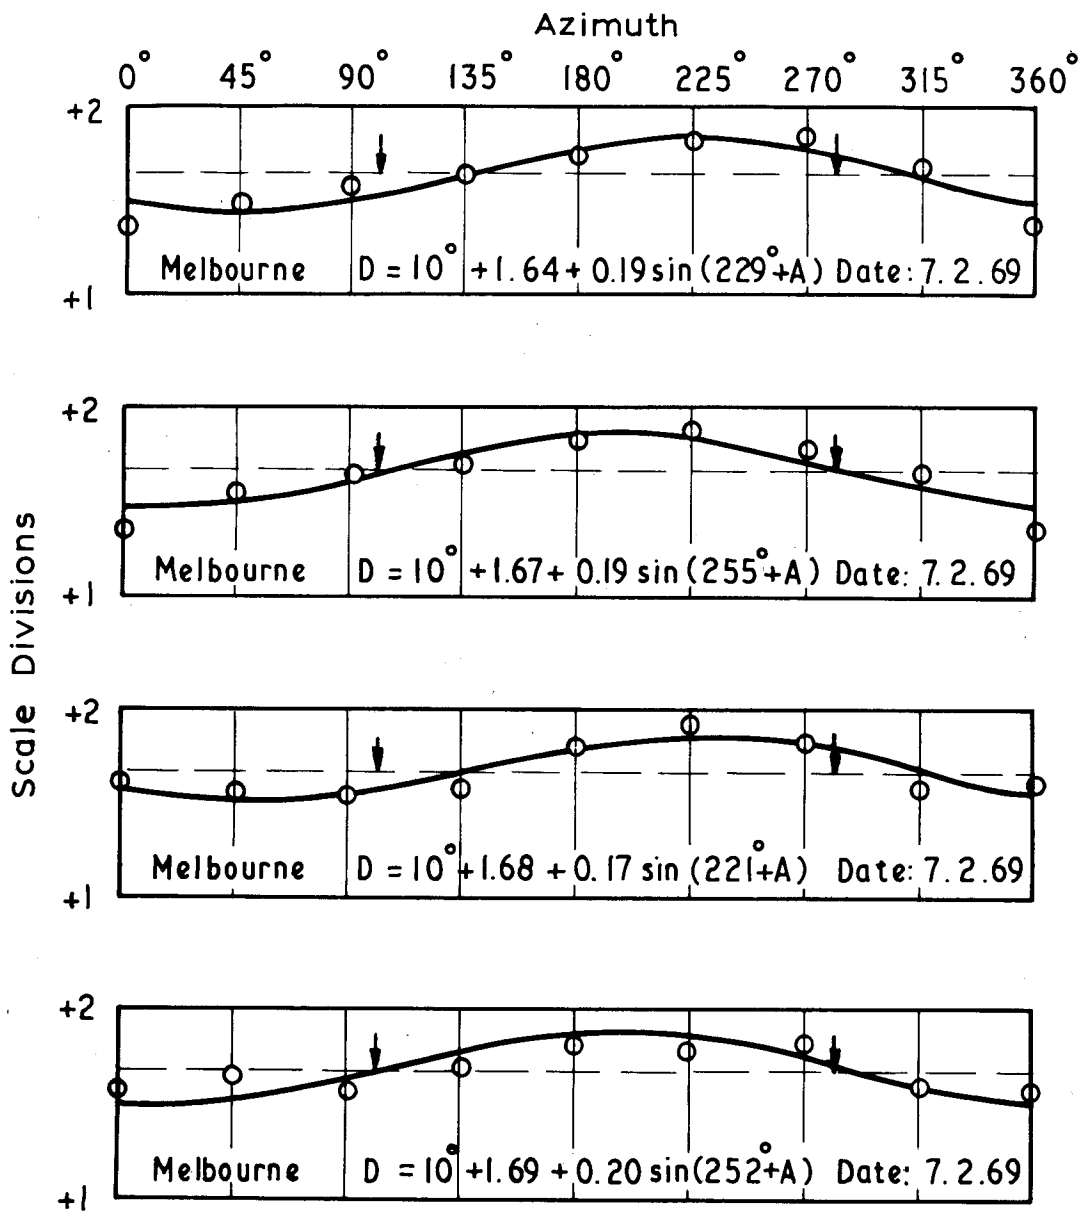 Azimuth
0° 45° 90° 135° 180° 225° 270° 315° 360°
+2
Melbourne D = 10° +1.64 + 0.19 sin (229°+A) Date: 7.2.69
+1
+2
Melbourne D = 10° +1.67 + 0.19 sin (255°+A) Date: 7.2.69
+1
Scale Divisions
+2
Melbourne D = 10° +1.68 + 0.17 sin (221°+A) Date: 7.2.69
+1
+2
Melbourne D = 10° +1.69 + 0.20 sin (252°+A) Date: 7.2.69
+1